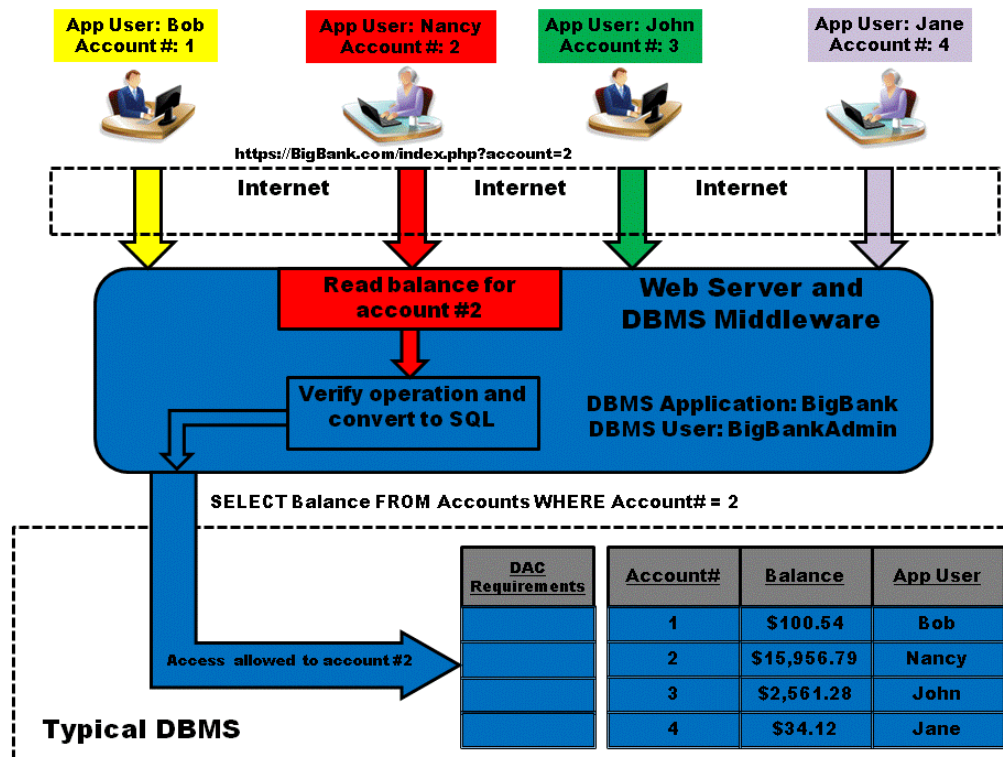 App User: Bob
Account #: 1
App User: Nancy
Account #: 2
App User: John
Account #: 3
App User: Jane
Account #: 4
https://BigBank.com/index.php?account=2
Internet
Internet
Internet
Read balance for
account #2
Web Server and
DBMS Middleware
Verify operation and
convert to SQL
DBMS Application: BigBank
DBMS User: BigBankAdmin
SELECT Balance FROM Accounts WHERE Account# = 2
DAC
Requirements
Account# Balance App User
1 $100.54 Bob
2 $15,956.79 Nancy
3 $2,561.28 John
4 $34.12 Jane
Access allowed to account #2
Typical DBMS